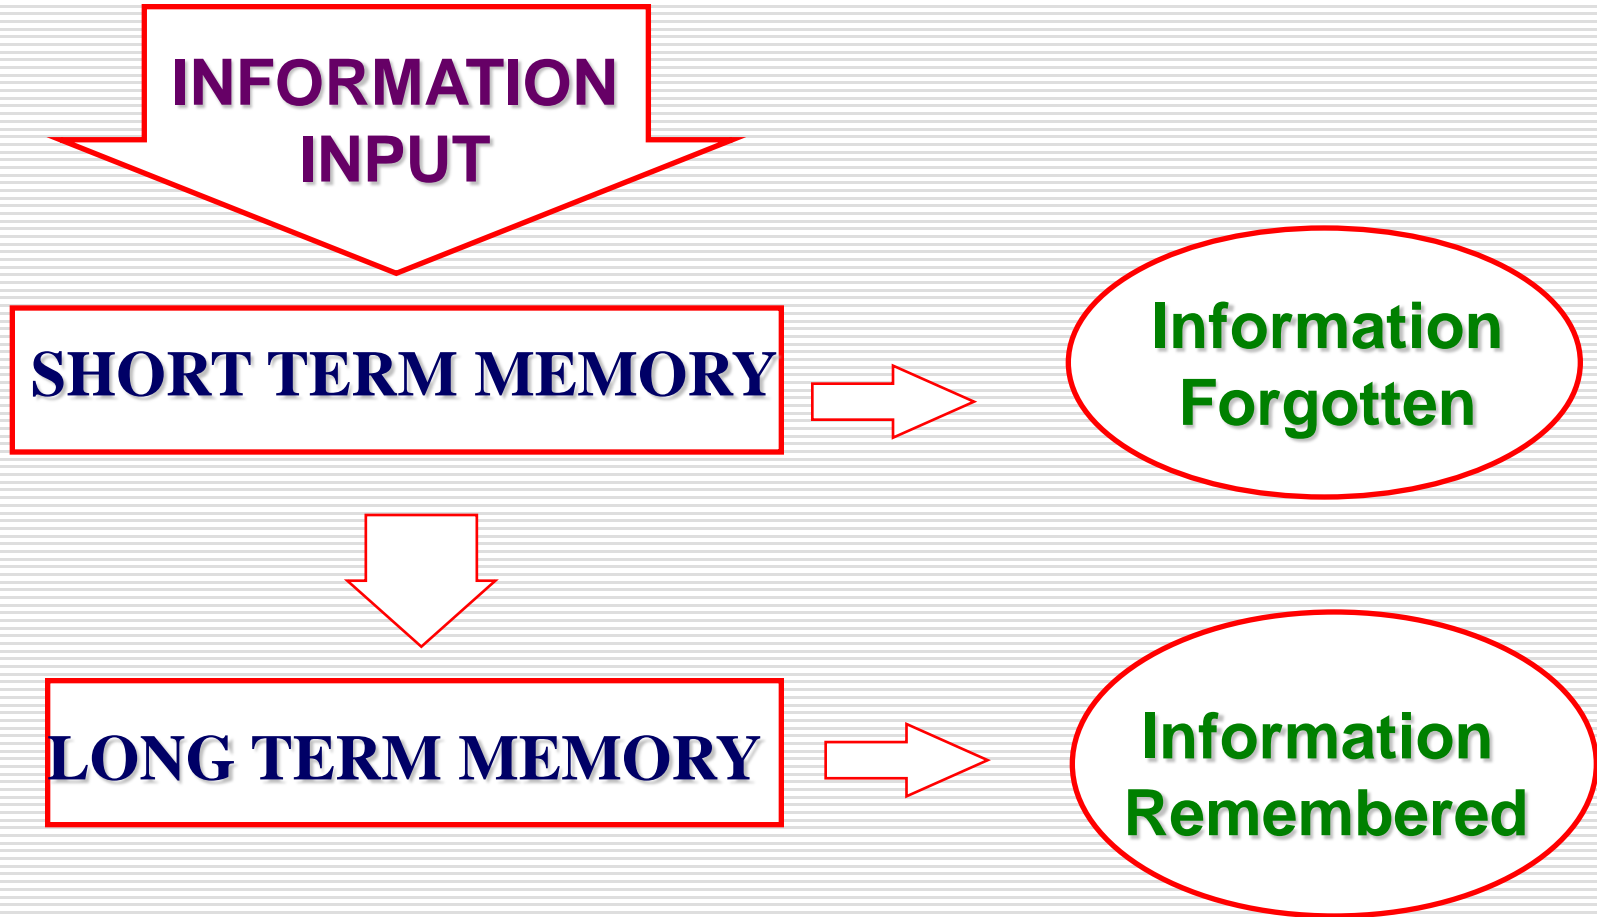 INFORMATION
INPUT
SHORT TERM MEMORY
Information
Forgotten
LONG TERM MEMORY
Information
Remembered